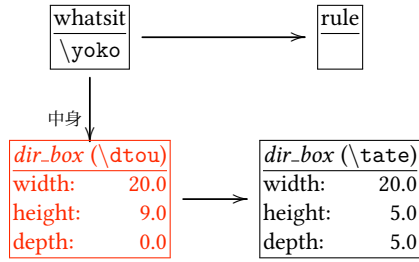 whatsit
\yoko
rule
中身
dir_box (\dtou)
width: 20.0
height: 9.0
depth: 0.0
dir_box (\tate)
width: 20.0
height: 5.0
depth: 5.0